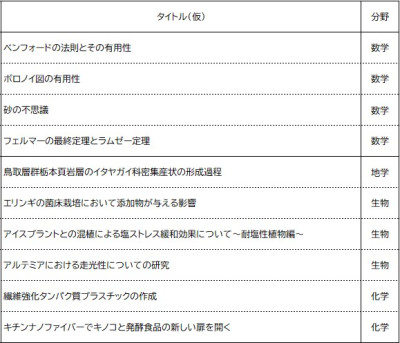 タイトル(仮) 分野
ベンフォードの法則とその有用性 数学
ボロノイ図の有用性 数学
砂の不思議 数学
フェルマーの最終定理とラムゼー定理 数学
鳥取層群栃本頁岩層のイタヤガイ科密集産状の形成過程 地学
エリンギの菌床栽培において添加物が与える影響 生物
アイスプラントとの混植による塩ストレス緩和効果について～耐塩性植物編～ 生物
アルテミアにおける走光性についての研究 生物
繊維強化タンパク質プラスチックの作成 化学
キチンナノファイバーでキノコと発酵食品の新しい扉を開く 化学